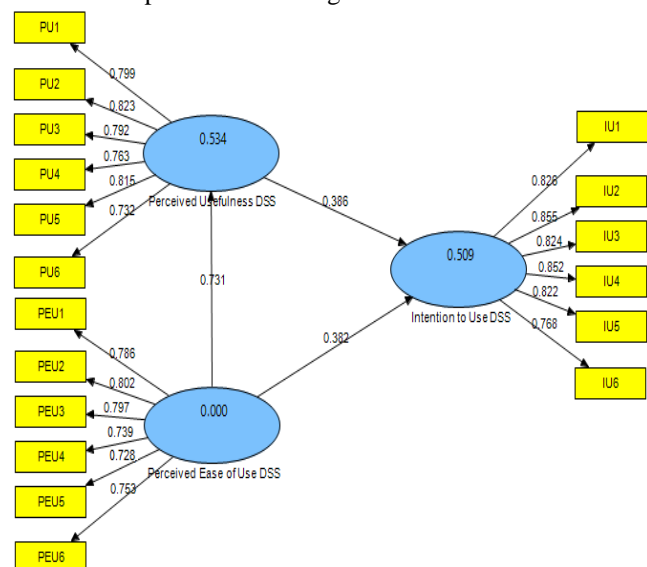 PU1
PU2
PU3
PU4
PU5
PU6
0.799
0.823
0.792
0.763
0.815
0.732
0.534
Perceived Usefulness DSS
0.386
0.731
0.382
PEU1
PEU2
PEU3
PEU4
PEU5
PEU6
0.786
0.802
0.797
0.739
0.728
0.753
0.000
Perceived Ease of Use DSS
0.509
Intention to Use DSS
0.826
0.855
0.824
0.852
0.822
0.768
IU1
IU2
IU3
IU4
IU5
IU6